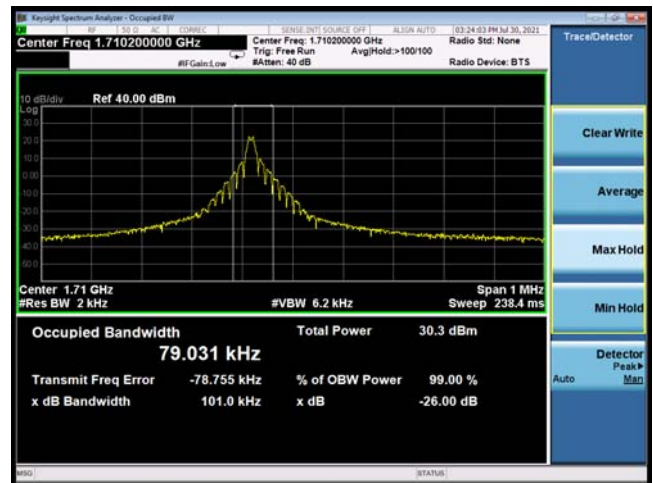 Keysight Spectrum Analyzer - Occupied BW
RF 50 Ω AC CORREC SENSE:INT SOURCE OFF ALIGN AUTO 03:24:03 PM Jul 30, 2021
Center Freq 1.710200000 GHz
Center Freq: 1.710200000 GHz
Radio Std: None
Trig: Free Run Avg|Hold:>100/100
#IFGain:Low #Atten: 40 dB Radio Device: BTS
Trace/Detector
10 dB/div Ref 40.00 dBm
Log
30.0
20.0
10.0
0.00
10.0
20.0
30.0
40.0
50.0
Center 1.71 GHz Span 1 MHz
#Res BW 2 kHz #VBW 6.2 kHz Sweep 238.4 ms
Occupied Bandwidth Total Power 30.3 dBm
79.031 kHz
Transmit Freq Error -78.755 kHz % of OBW Power 99.00 %
x dB Bandwidth 101.0 kHz x dB -26.00 dB
Clear Write
Average
Max Hold
Min Hold
Detector
Peak▶
Auto Man
MSG STATUS